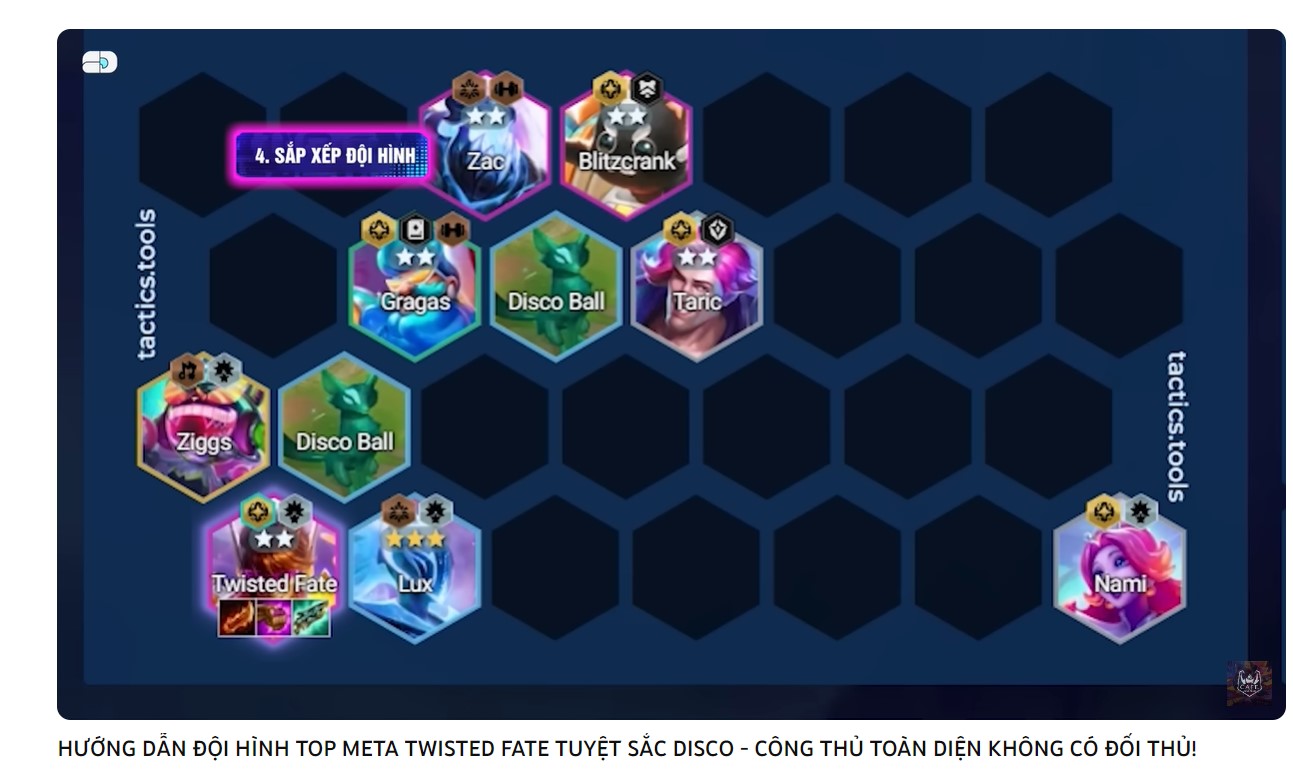 4. SẮP XẾP ĐỘI HÌNH
Zac
Blitzcrank
tactics.tools
Gragas
Disco Ball
Taric
Ziggs
Disco Ball
tactics.tools
Twisted Fate
Lux
Nami
CAFE
HƯỚNG DẪN ĐỘI HÌNH TOP META TWISTED FATE TUYỆT SẮC DISCO - CÔNG THỦ TOÀN DIỆN KHÔNG CÓ ĐỐI THỦ!